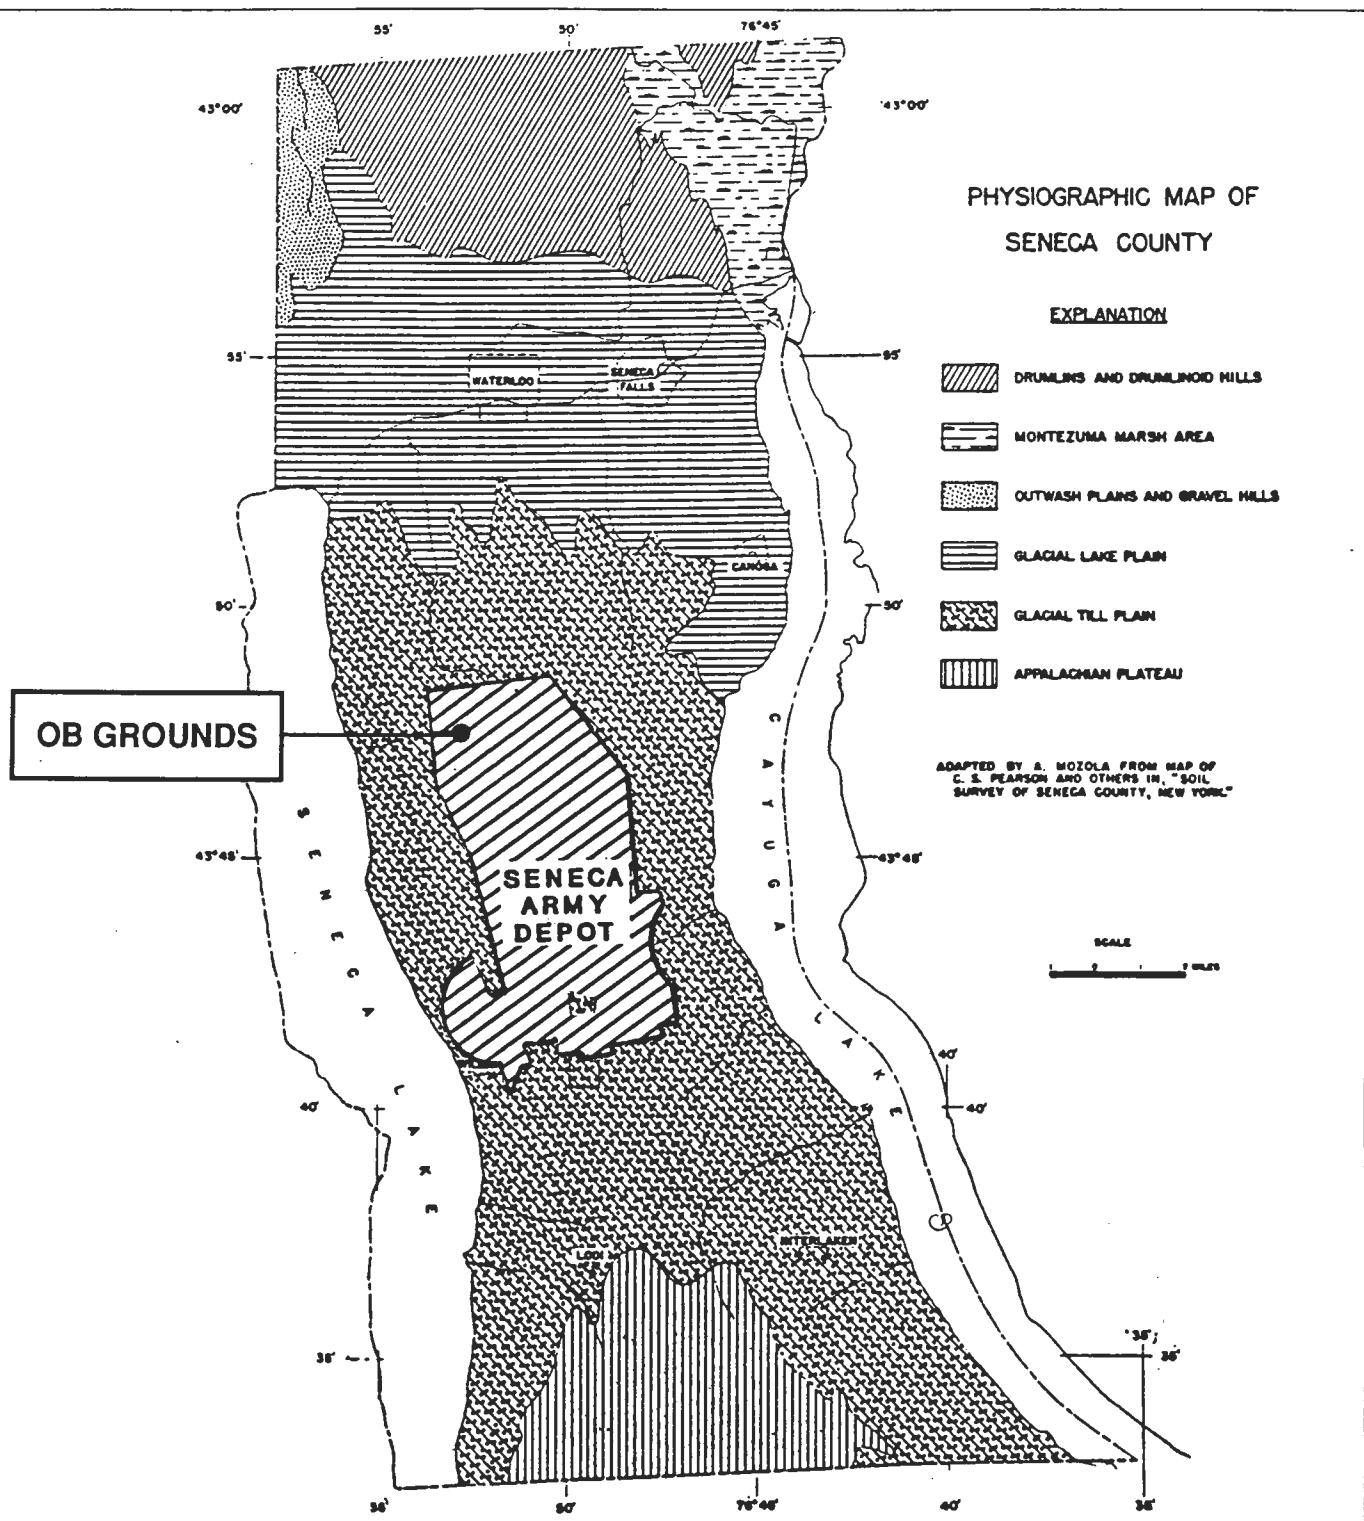 55' 50' 76°45'
43°00' 43°00'
PHYSIOGRAPHIC MAP OF
SENECA COUNTY
EXPLANATION
55' 55'
WATERLOO
SENECA
FALLS
DRUMLINS AND DRUMLINOID HILLS
MONTEZUMA MARSH AREA
OUTWASH PLAINS AND GRAVEL HILLS
GLACIAL LAKE PLAIN
CANOGA
50' 50'
GLACIAL TILL PLAIN
APPALACHIAN PLATEAU
OB GROUNDS
ADAPTED BY A. MOZOLA FROM MAP OF
C. S. PEARSON AND OTHERS IN, "SOIL
SURVEY OF SENECA COUNTY, NEW YORK"
SENECA LAKE
CAYUGA LAKE
43°45' 43°45'
SENECA
ARMY
DEPOT
SCALE
MILES
40'
40' 40'
LODI
INTERLAKEN
35' 35'
35'
50' 76°45' 40' 35'